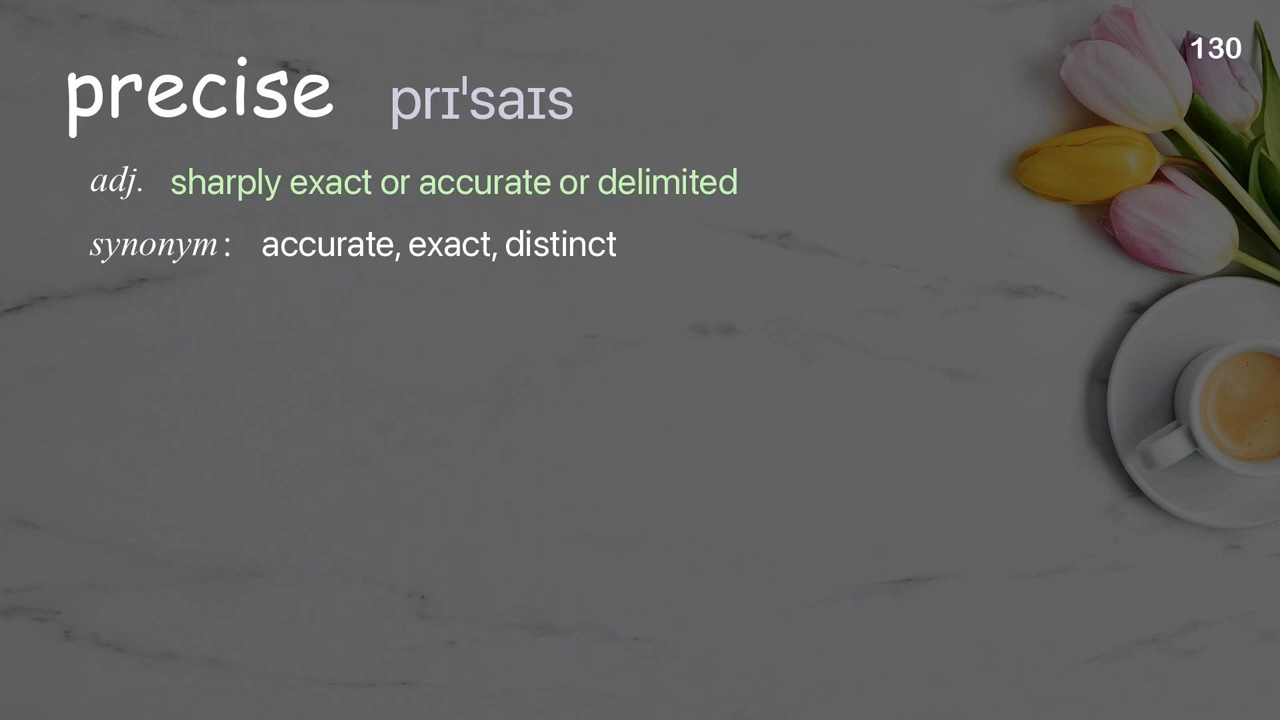 130
precise prɪˈsaɪs
adj. sharply exact or accurate or delimited
synonym : accurate, exact, distinct